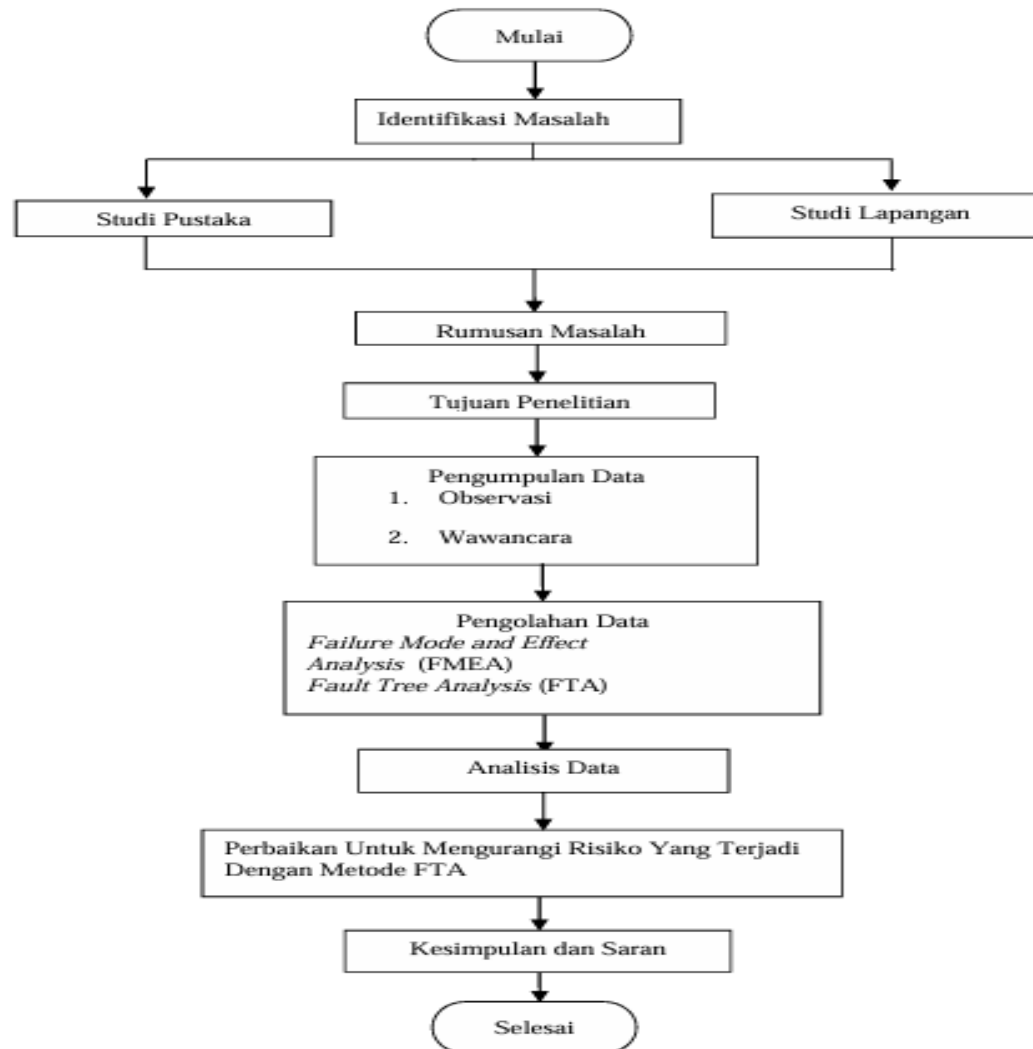 Mulai
Identifikasi Masalah
Studi Pustaka
Studi Lapangan
Rumusan Masalah
Tujuan Penelitian
Pengumpulan Data
1. Observasi
2. Wawancara
Pengolahan Data
Failure Mode and Effect
Analysis (FMEA)
Fault Tree Analysis (FTA)
Analisis Data
Perbaikan Untuk Mengurangi Risiko Yang Terjadi
Dengan Metode FTA
Kesimpulan dan Saran
Selesai